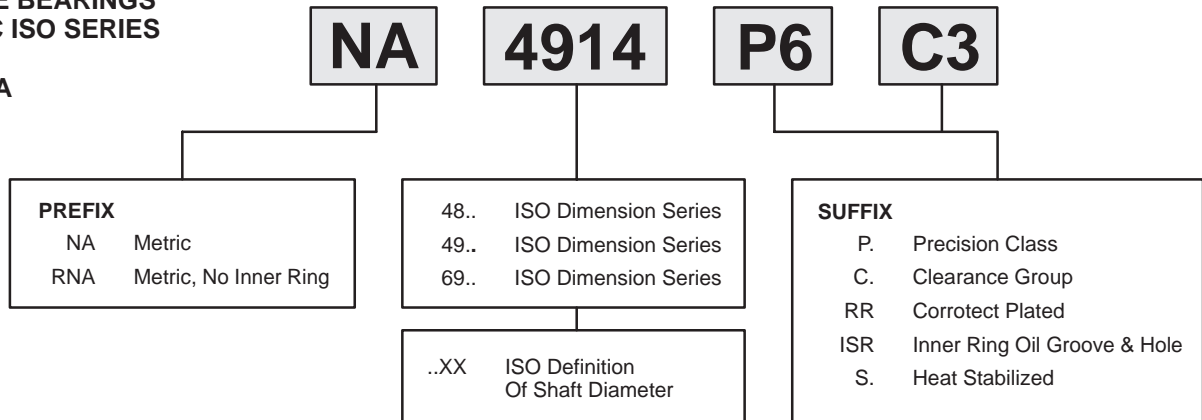 BEARINGS
ISO SERIES
NA 4914 P6 C3
PREFIX
NA Metric
RNA Metric, No Inner Ring
48.. ISO Dimension Series
49.. ISO Dimension Series
69.. ISO Dimension Series
..XX ISO Definition
Of Shaft Diameter
SUFFIX
P. Precision Class
C. Clearance Group
RR Corrotect Plated
ISR Inner Ring Oil Groove & Hole
S. Heat Stabilized